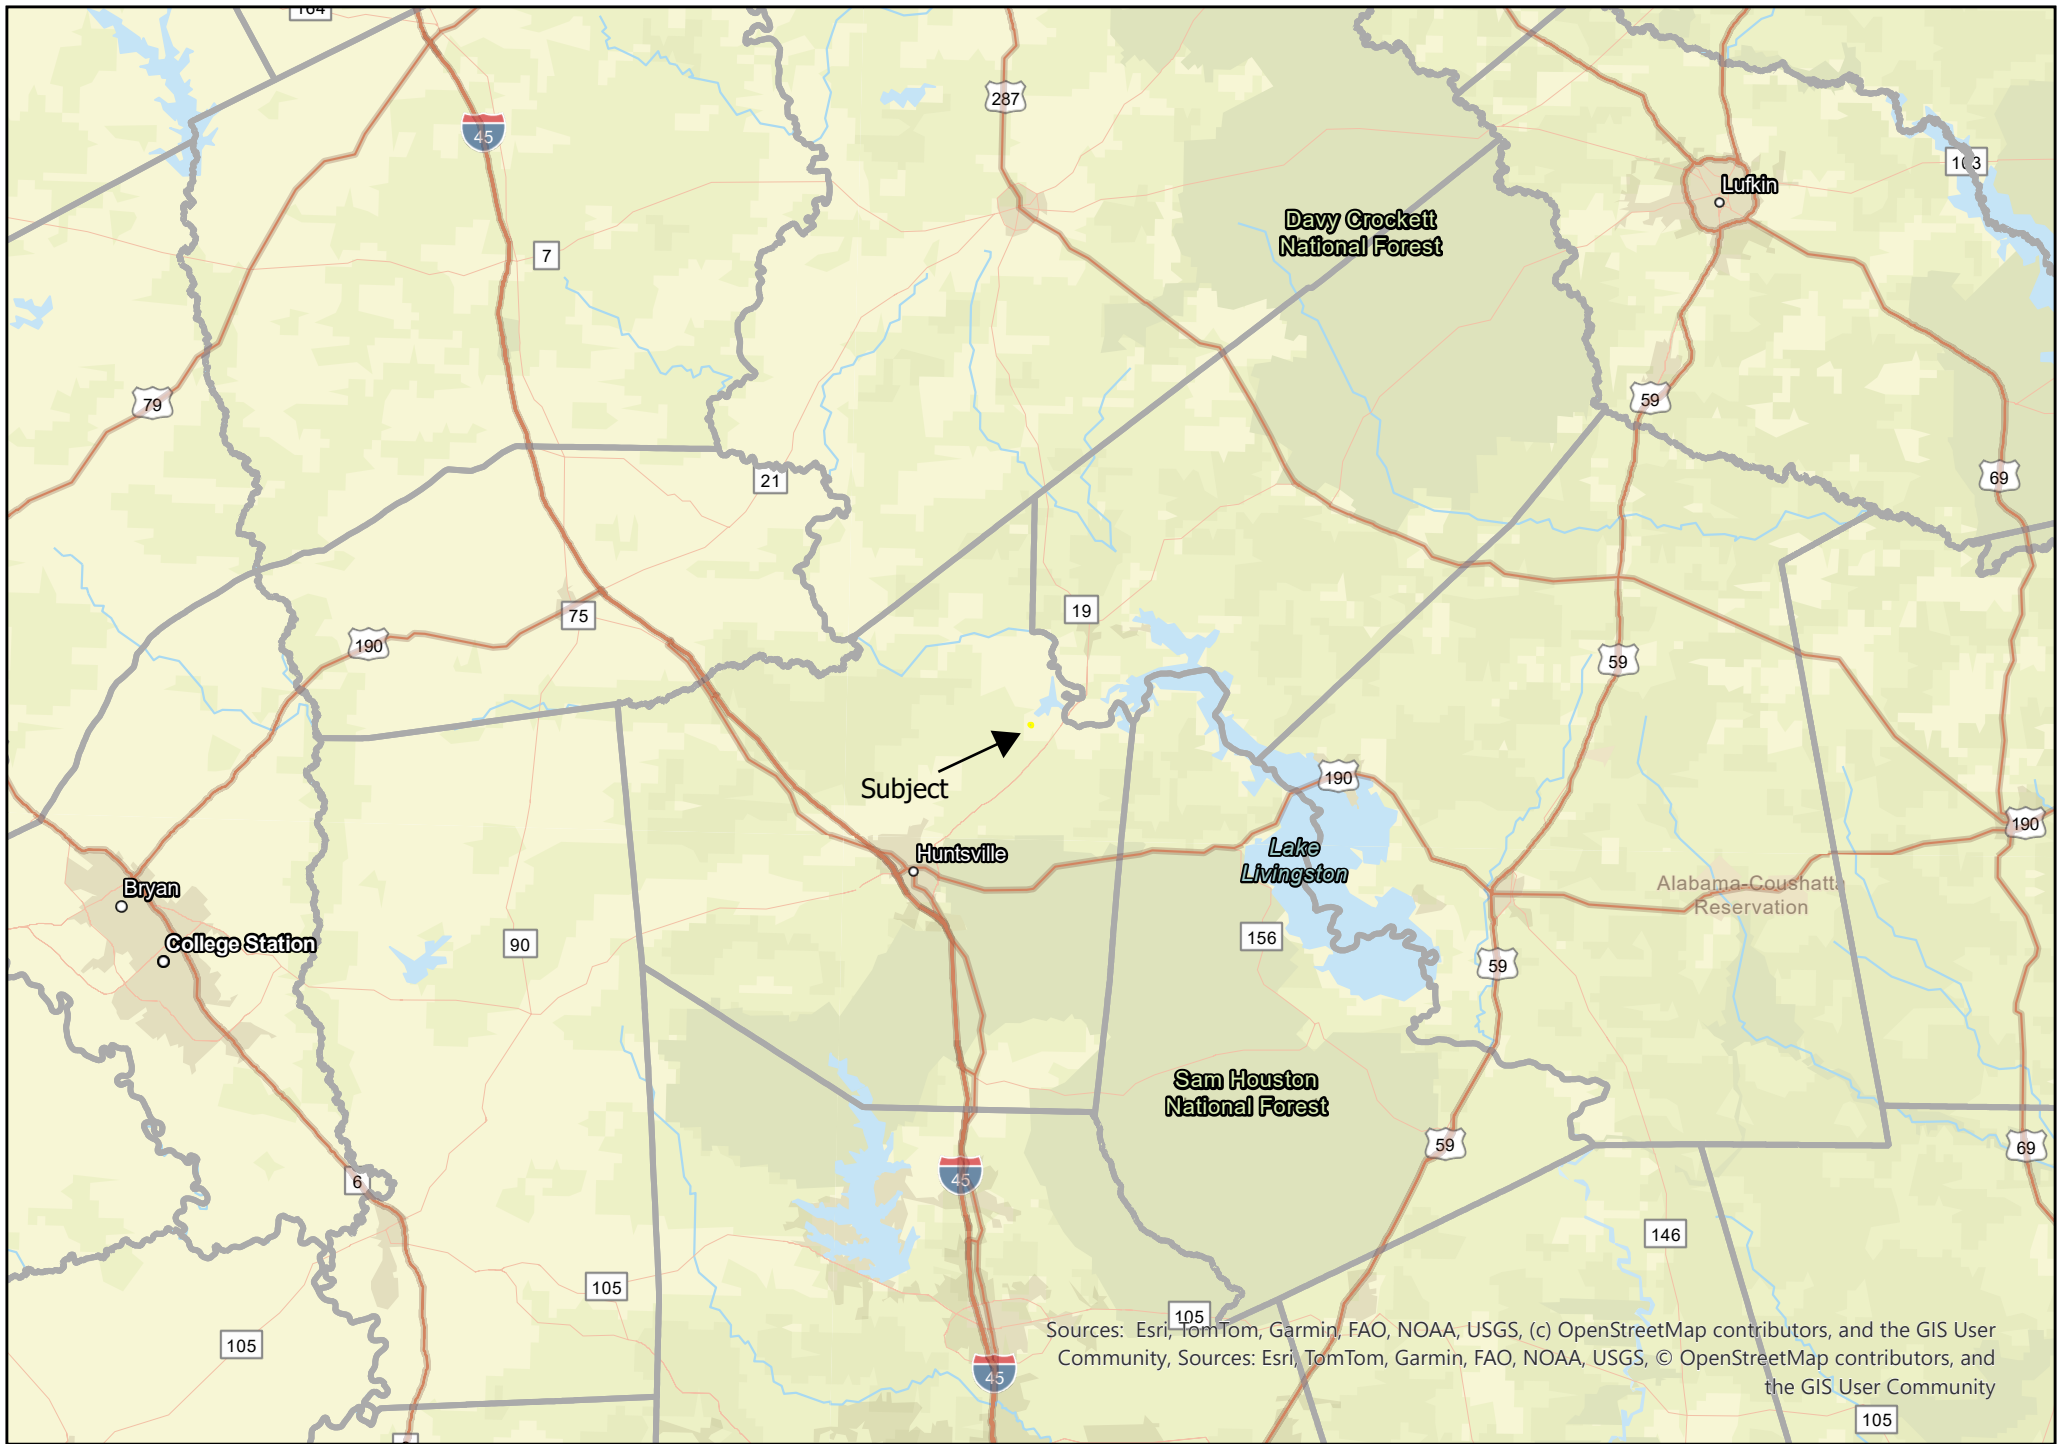 164
45
287
103
Lufkin
Davy Crockett
National Forest
7
79
59
21
69
19
75
190
59
Subject
190
190
Huntsville
Lake
Livingston
Bryan
Alabama-Coushatta
Reservation
College Station
90
156
59
Sam Houston
National Forest
59
69
45
6
146
105
105
105
Sources: Esri, TomTom, Garmin, FAO, NOAA, USGS, (c) OpenStreetMap contributors, and the GIS User
Community, Sources: Esri, TomTom, Garmin, FAO, NOAA, USGS, © OpenStreetMap contributors, and
the GIS User Community
45
105